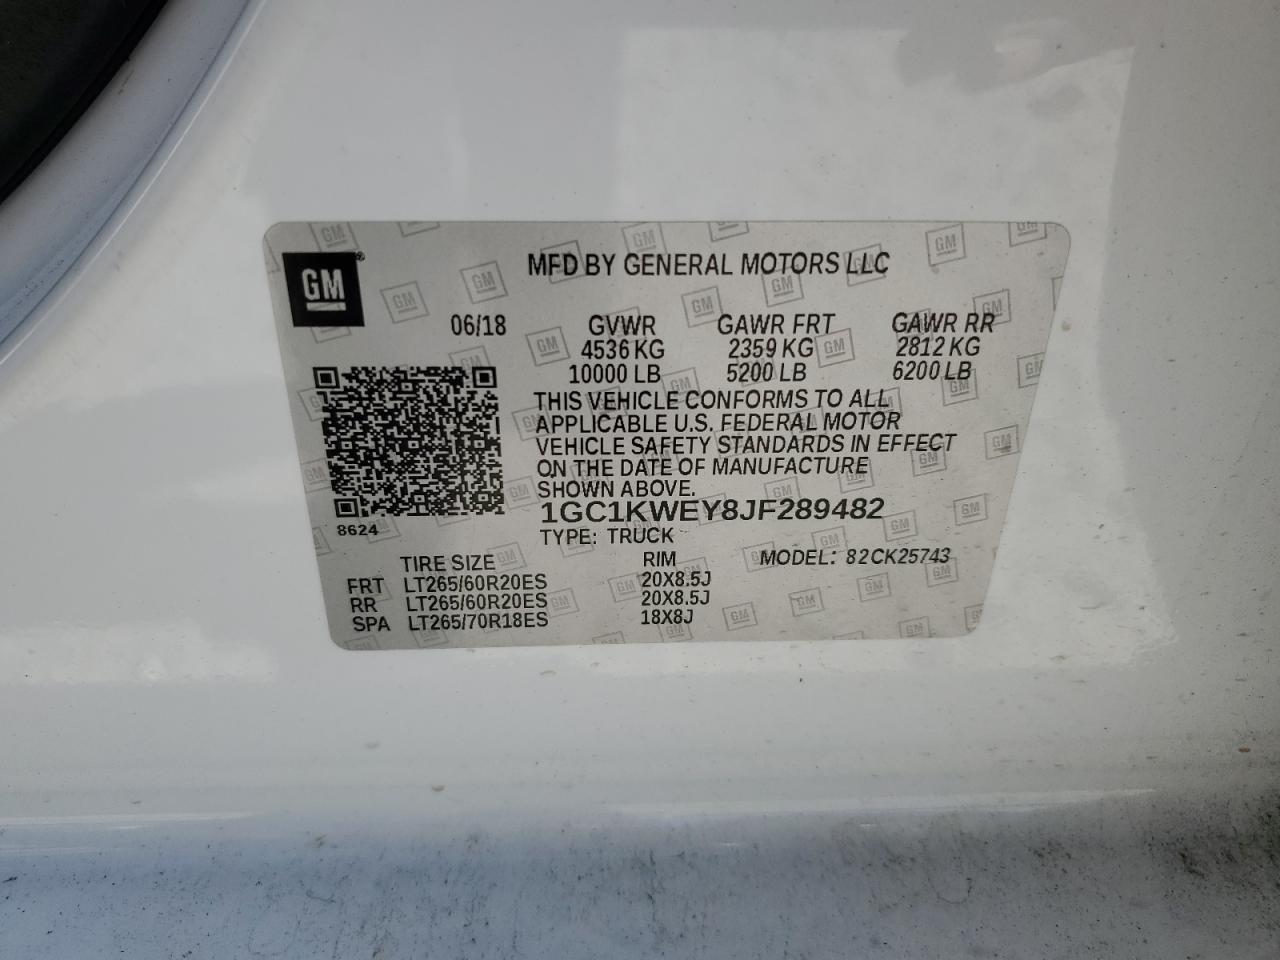 GM
MFD BY GENERAL MOTORS LLC
06/18 GVWR GAWR FRT GAWR RR
4536 KG 2359 KG 2812 KG
10000 LB 5200 LB 6200 LB
THIS VEHICLE CONFORMS TO ALL
APPLICABLE U.S. FEDERAL MOTOR
VEHICLE SAFETY STANDARDS IN EFFECT
ON THE DATE OF MANUFACTURE
SHOWN ABOVE.
1GC1KWEY8JF289482
8624
TYPE: TRUCK
TIRE SIZE RIM MODEL: 82CK25743
FRT LT265/60R20ES 20X8.5J
RR LT265/60R20ES 20X8.5J
SPA LT265/70R18ES 18X8J